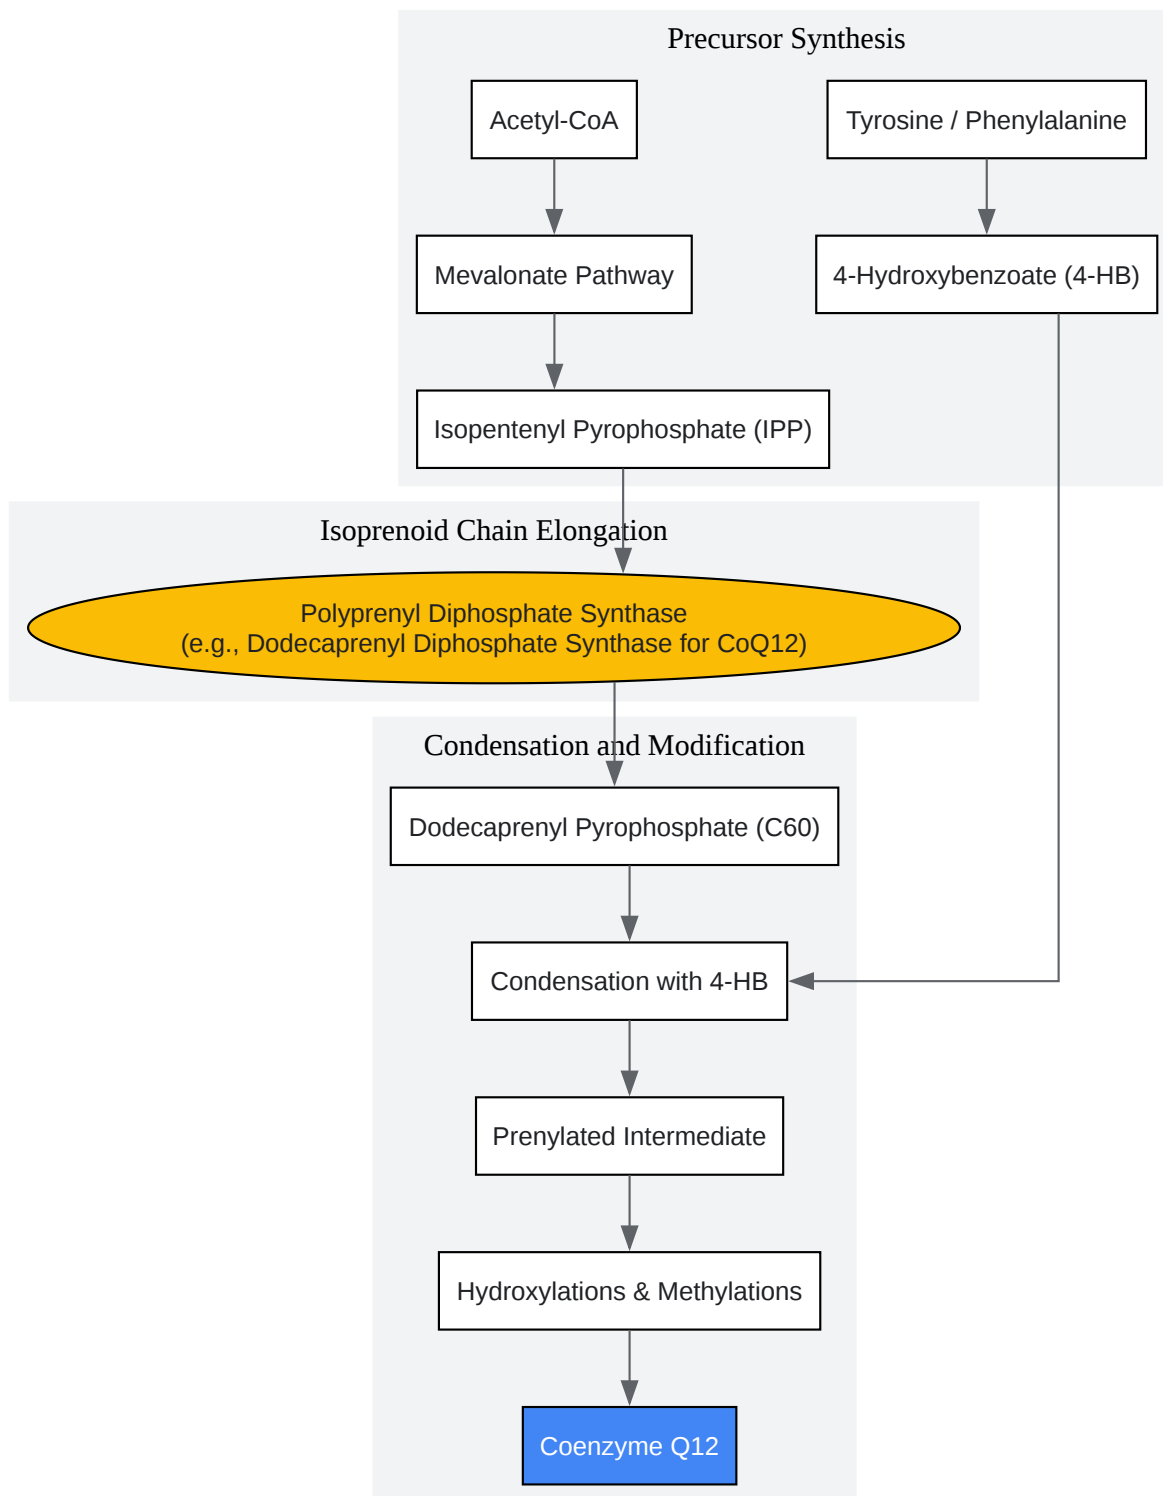 Precursor Synthesis
Acetyl-CoA
Tyrosine / Phenylalanine
Mevalonate Pathway
4-Hydroxybenzoate (4-HB)
Isopentenyl Pyrophosphate (IPP)
Isoprenoid Chain Elongation
Polyprenyl Diphosphate Synthase
(e.g., Dodecaprenyl Diphosphate Synthase for CoQ12)
Condensation and Modification
Dodecaprenyl Pyrophosphate (C60)
Condensation with 4-HB
Prenylated Intermediate
Hydroxylations & Methylations
Coenzyme Q12